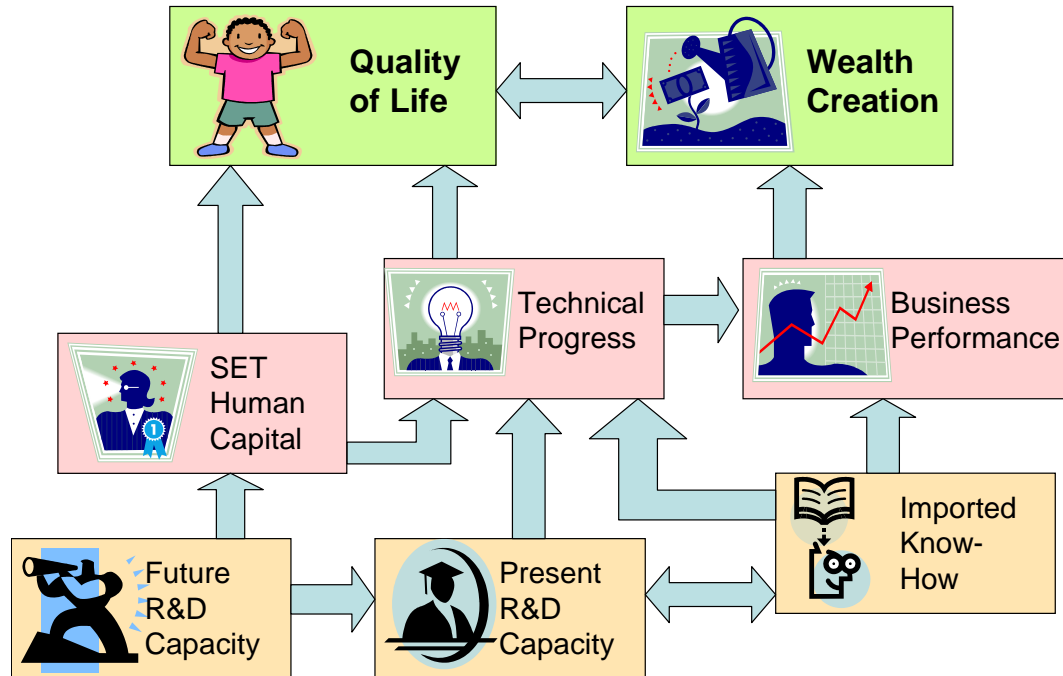 Quality
of Life
Wealth
Creation
Technical
Progress
Business
Performance
SET
Human
Capital
1
Imported
Know-
How
Future
R&D
Capacity
Present
R&D
Capacity